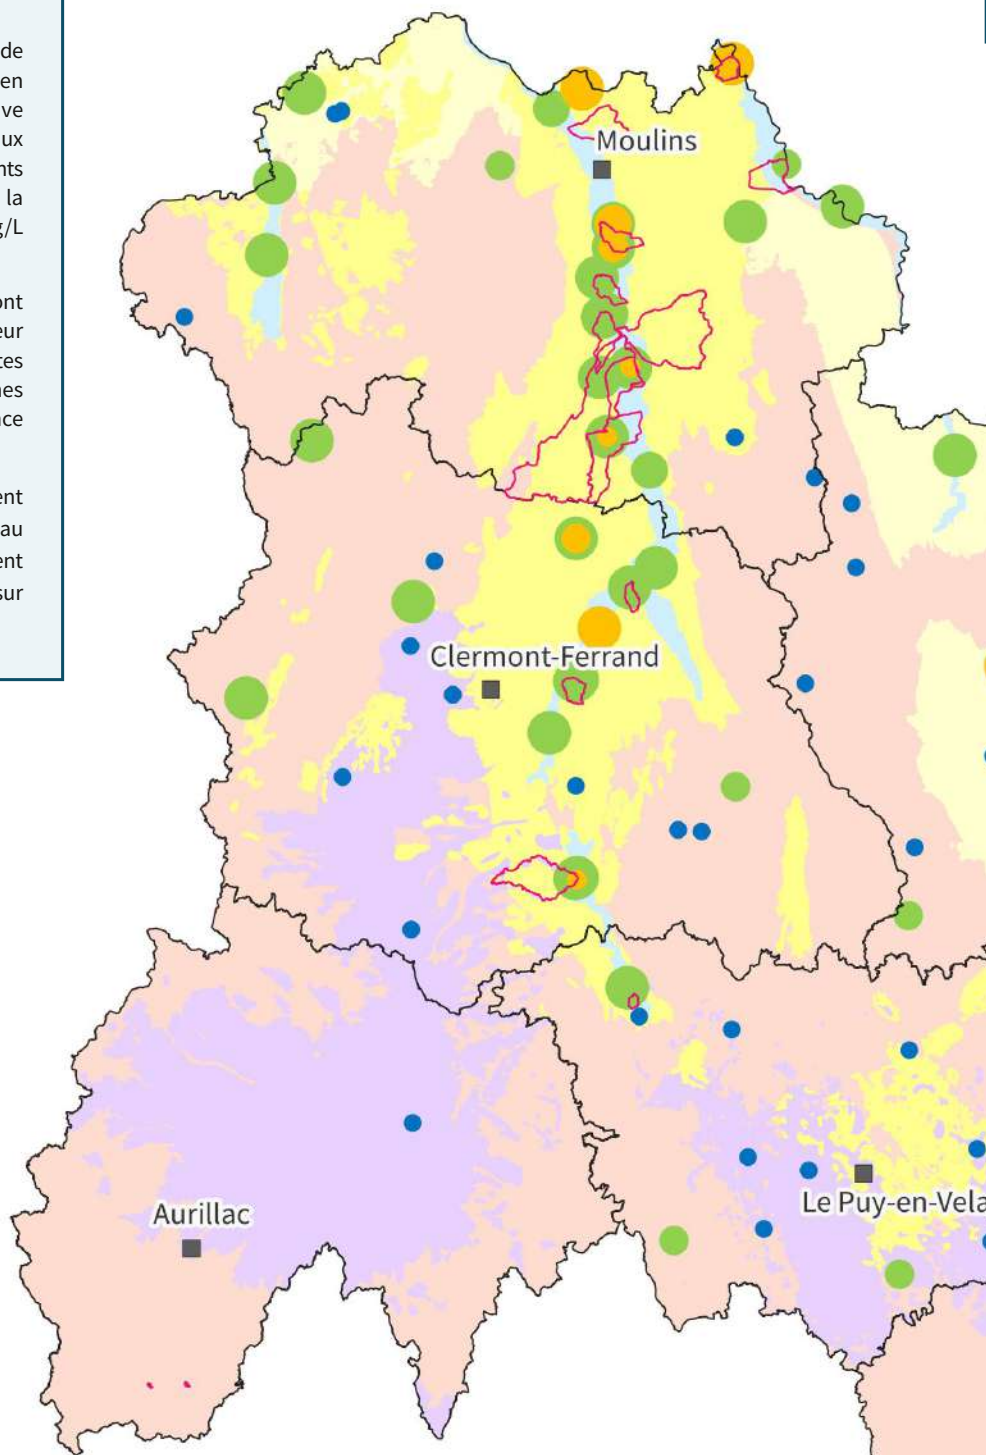 de
en
ve
ux
nts
la
g/L
ont
eur
tes
nes
nce
ent
au
ent
sur
Moulins
Clermont-Ferrand
Aurillac
Le Puy-en-Vela